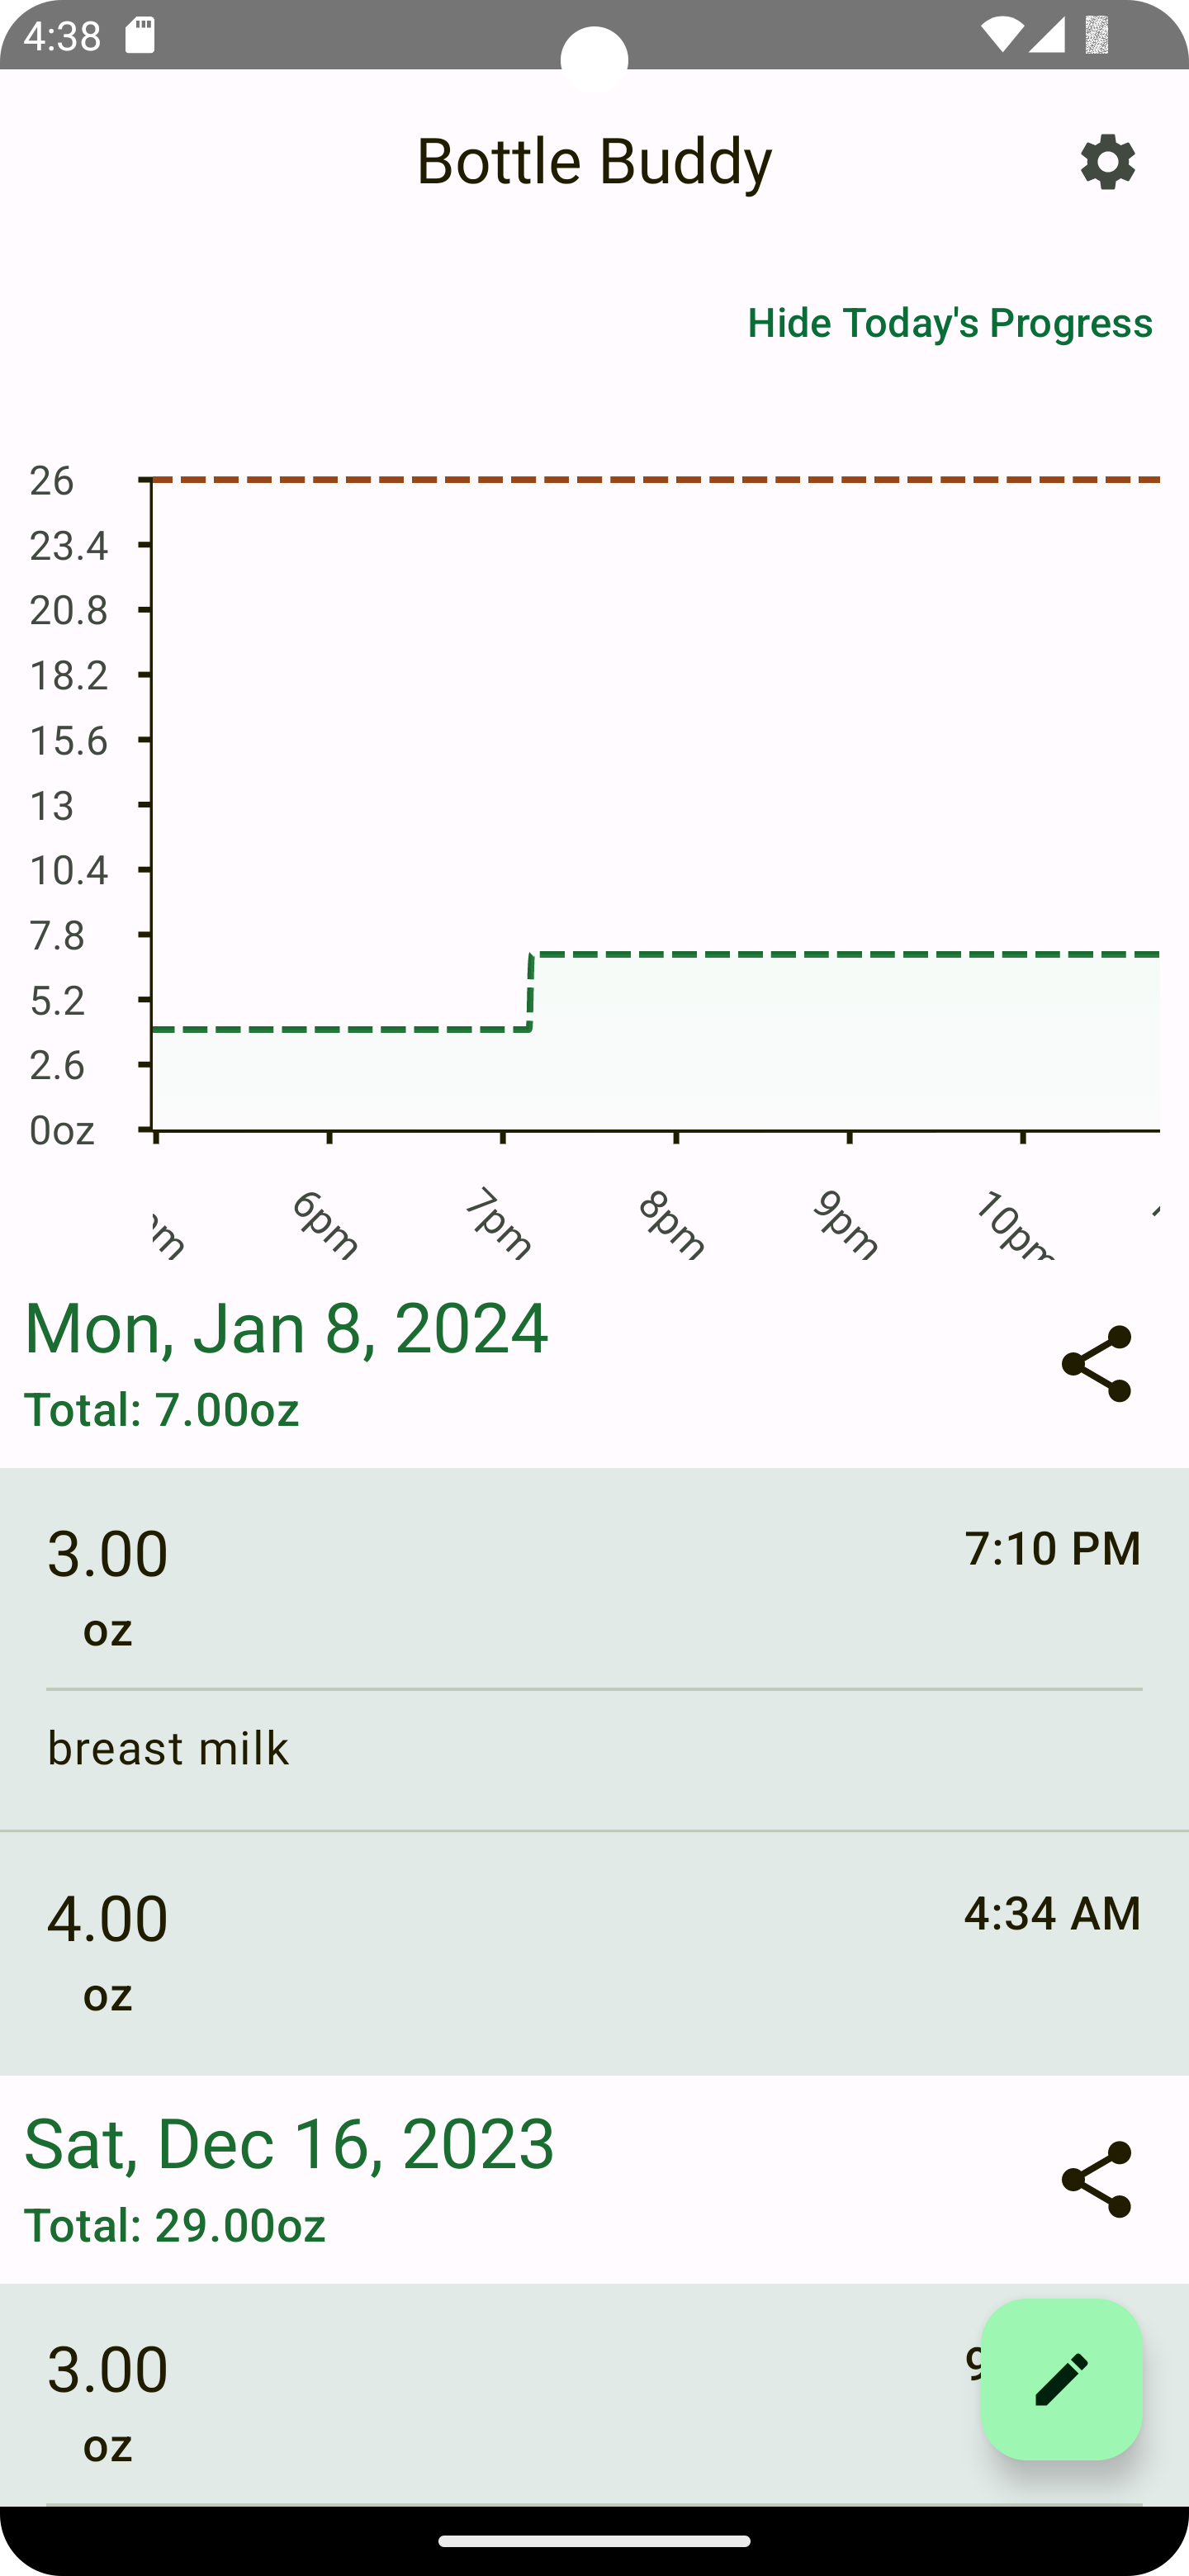 4:38
Bottle Buddy
Hide Today's Progress
26
23.4
20.8
18.2
15.6
13
10.4
7.8
5.2
2.6
0oz
6pm
7pm
8pm
9pm
10pm
Mon, Jan 8, 2024
Total: 7.00oz
3.00
7:10 PM
oz
breast milk
4.00
4:34 AM
oz
Sat, Dec 16, 2023
Total: 29.00oz
3.00
9
oz